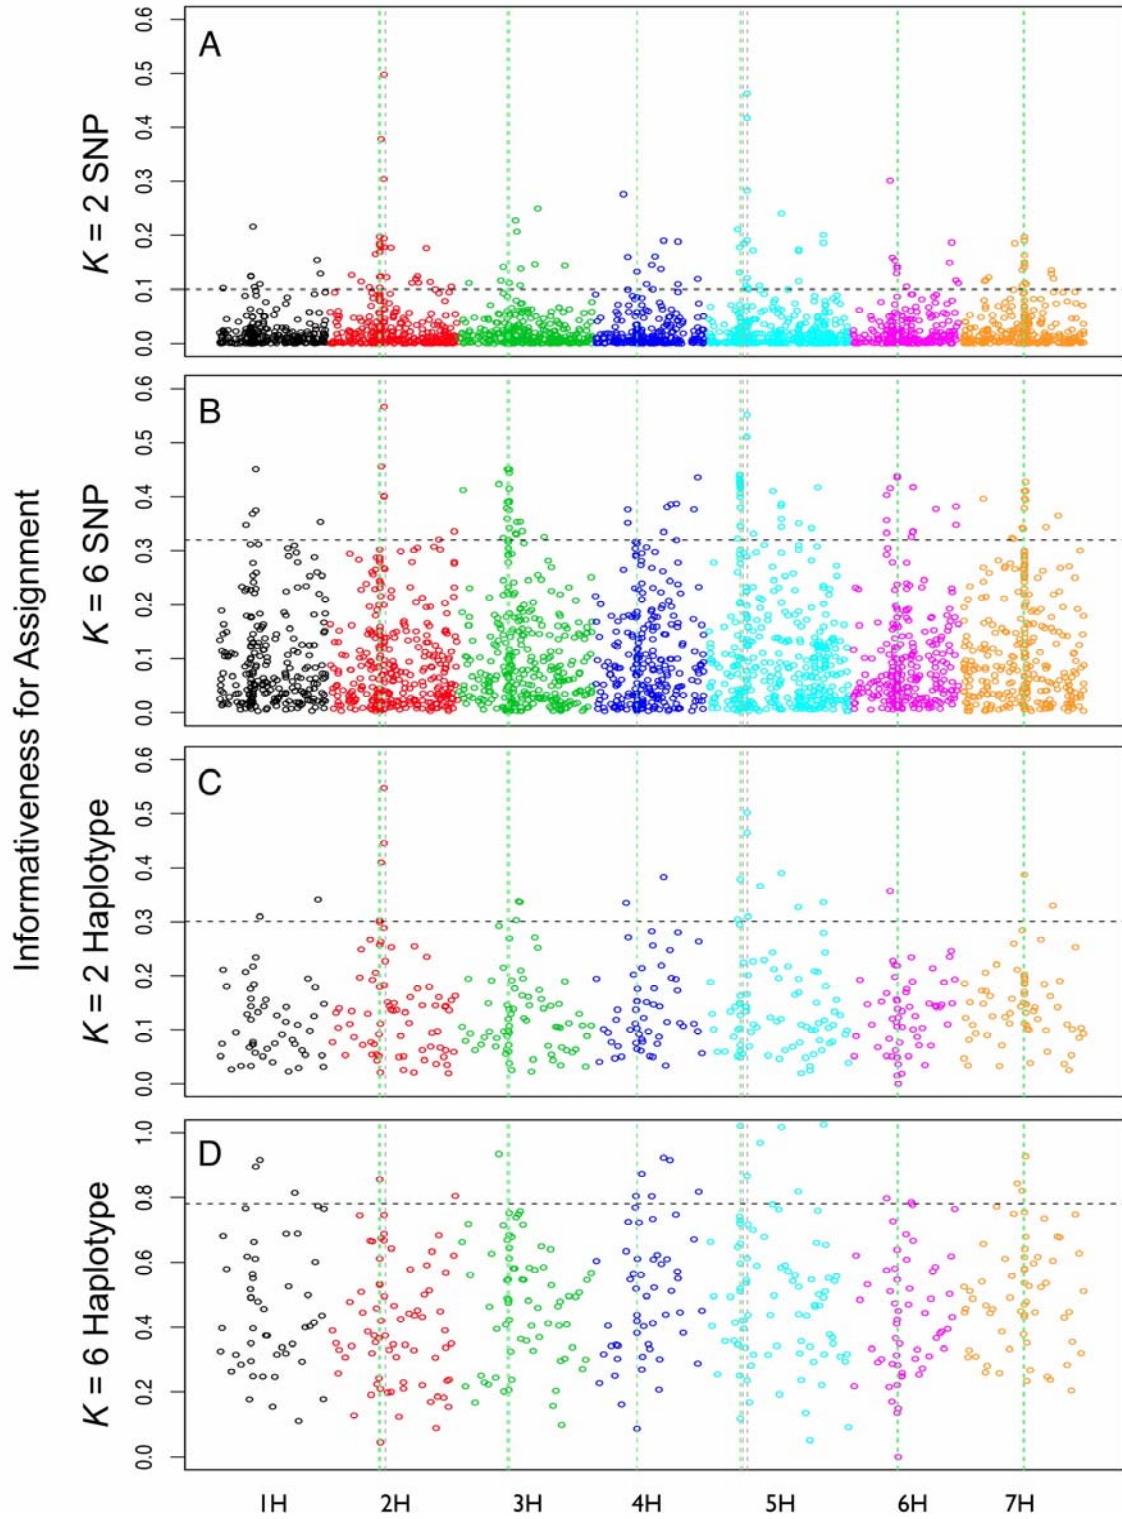 Informativeness for Assignment
K = 2 SNP
A
0.6
0.5
0.4
0.3
0.2
0.1
0.0
K = 6 SNP
B
0.6
0.5
0.4
0.3
0.2
0.1
0.0
K = 2 Haplotype
C
0.6
0.5
0.4
0.3
0.2
0.1
0.0
K = 6 Haplotype
D
1.0
0.8
0.6
0.4
0.2
0.0
1H 2H 3H 4H 5H 6H 7H